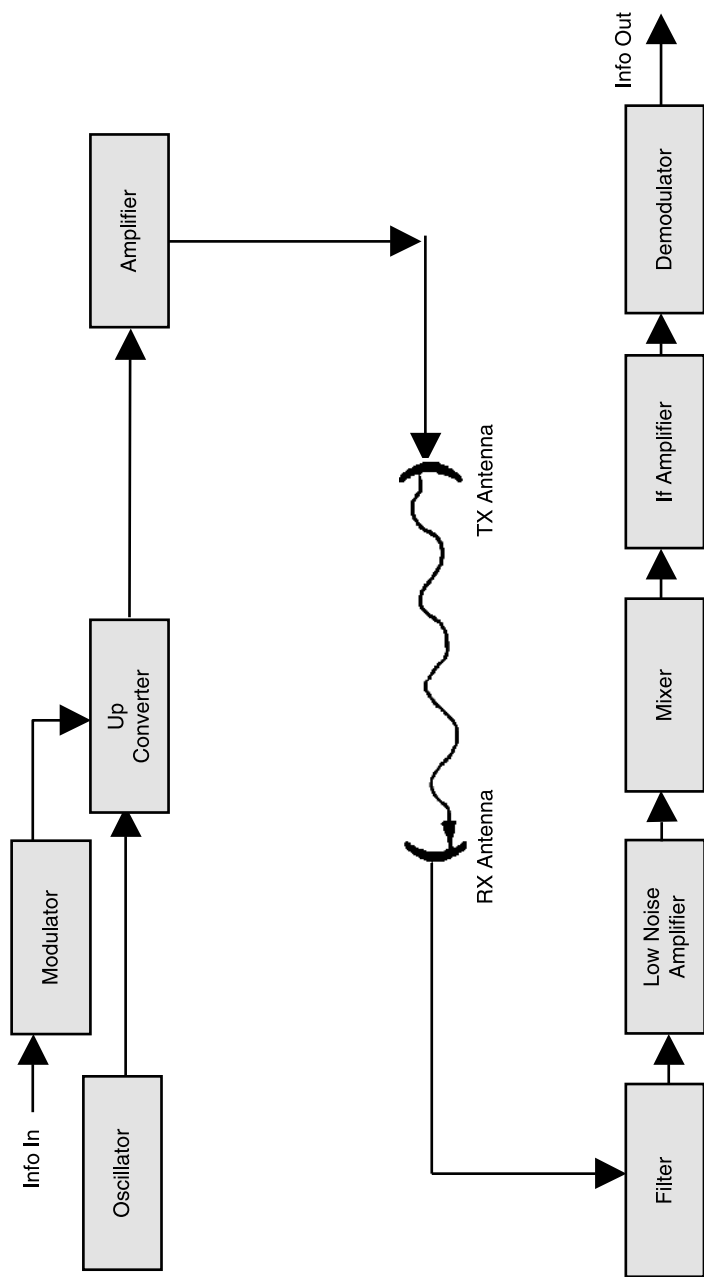 Info In
Modulator
Oscillator
Up
Converter
Amplifier
TX Antenna
RX Antenna
Filter
Low Noise
Amplifier
Mixer
If Amplifier
Demodulator
Info Out